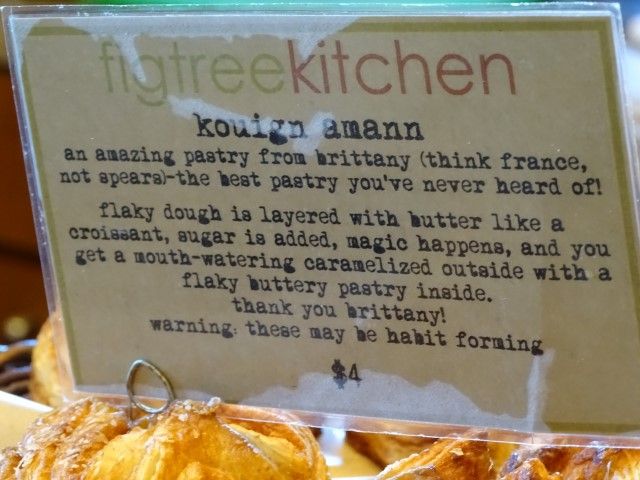 figtreekitchen
kouign amann
an amazing pastry from brittany (think france,
not spears)-the best pastry you've never heard of!
flaky dough is layered with butter like a
croissant, sugar is added, magic happens, and you
get a mouth-watering caramelized outside with a
flaky buttery pastry inside.
thank you brittany!
warning: these may be habit forming
$4